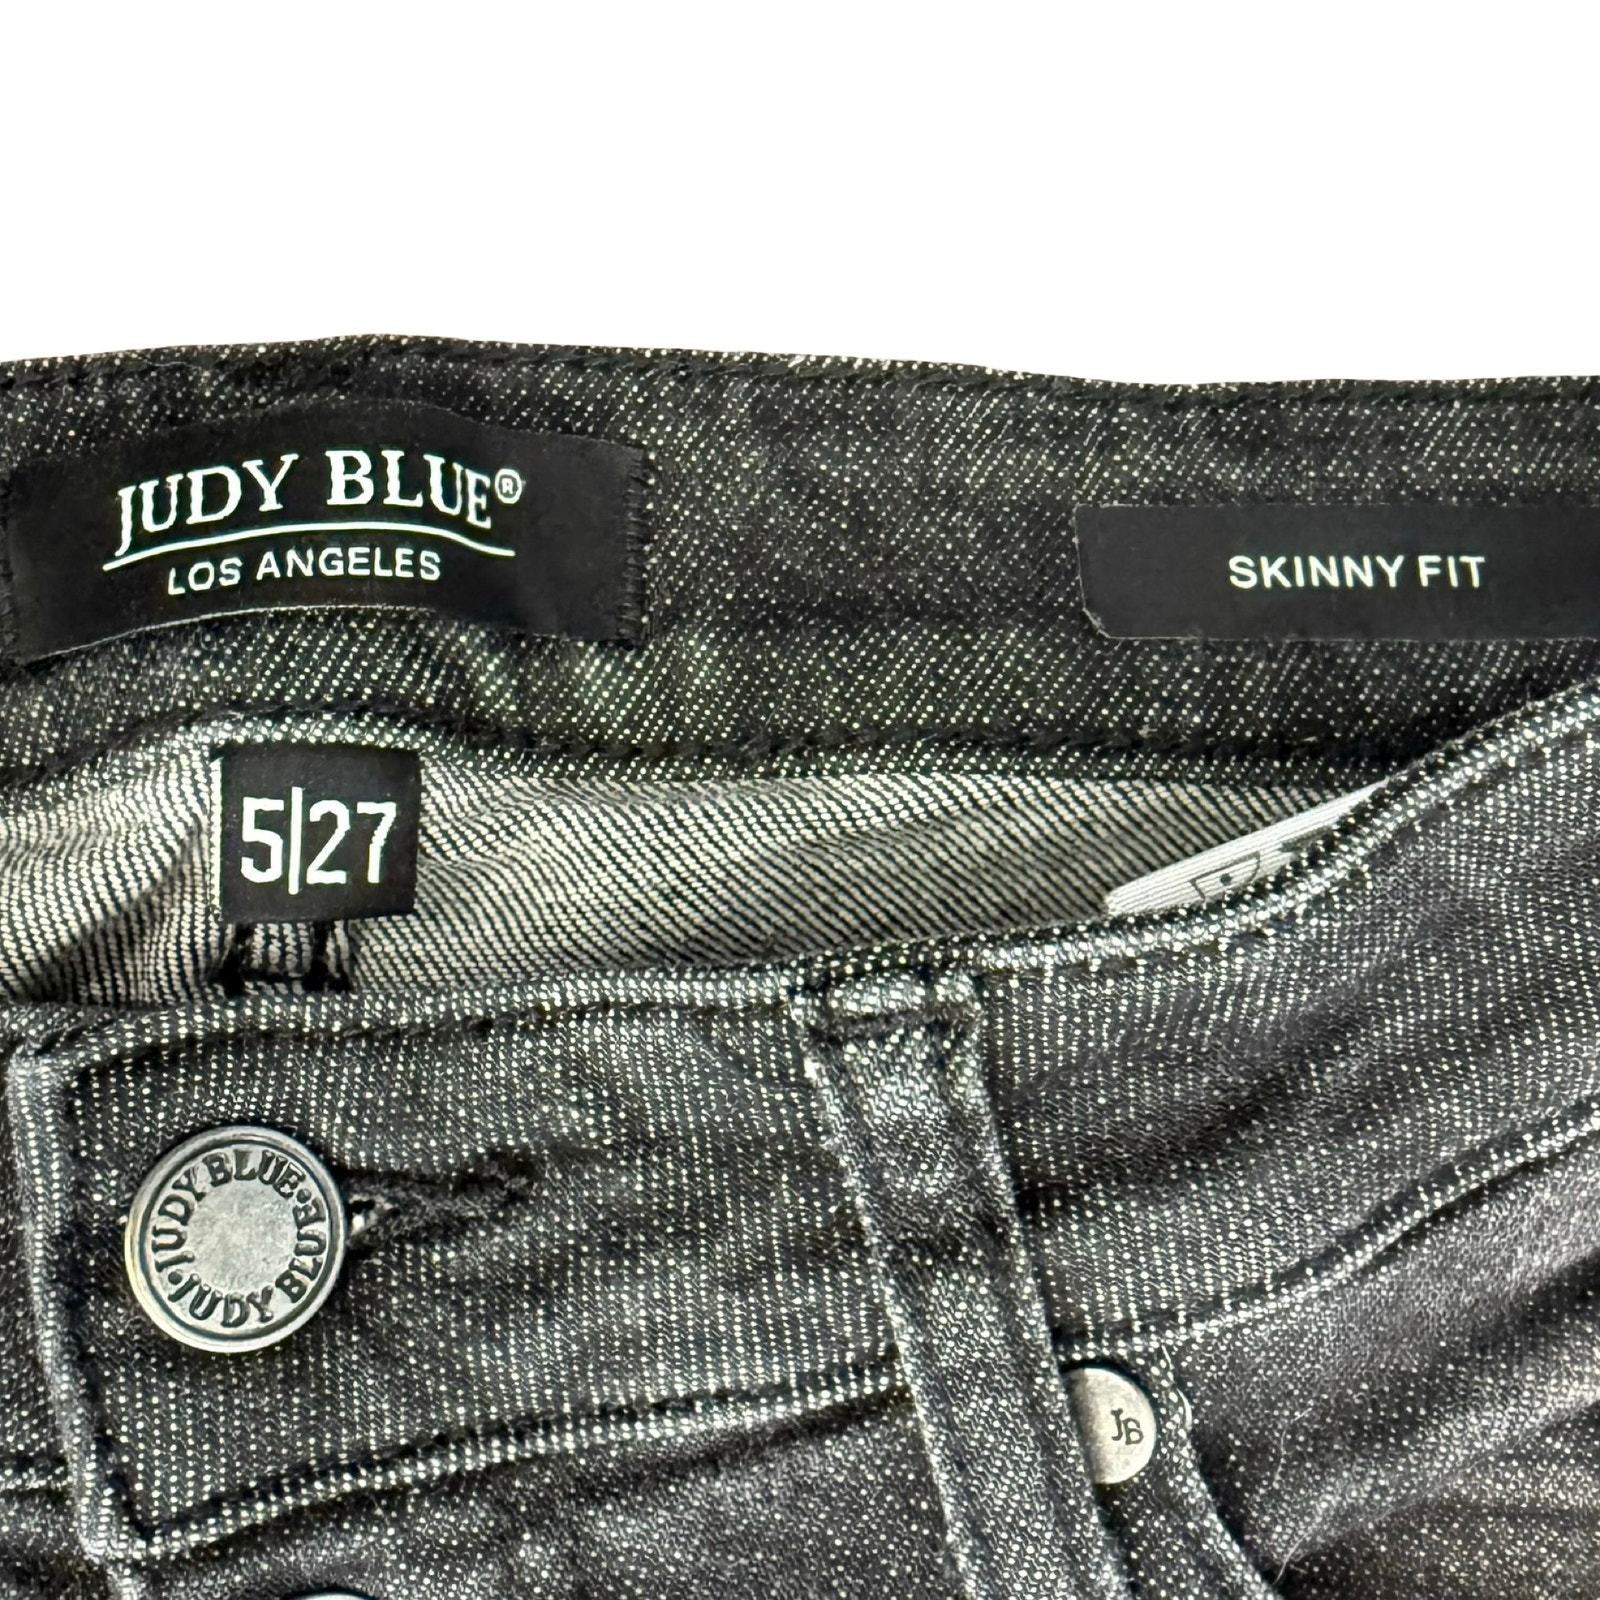 JUDY BLUE®
LOS ANGELES
SKINNY FIT
5|27
JUDY BLUE • JUDY BLUE •
JB